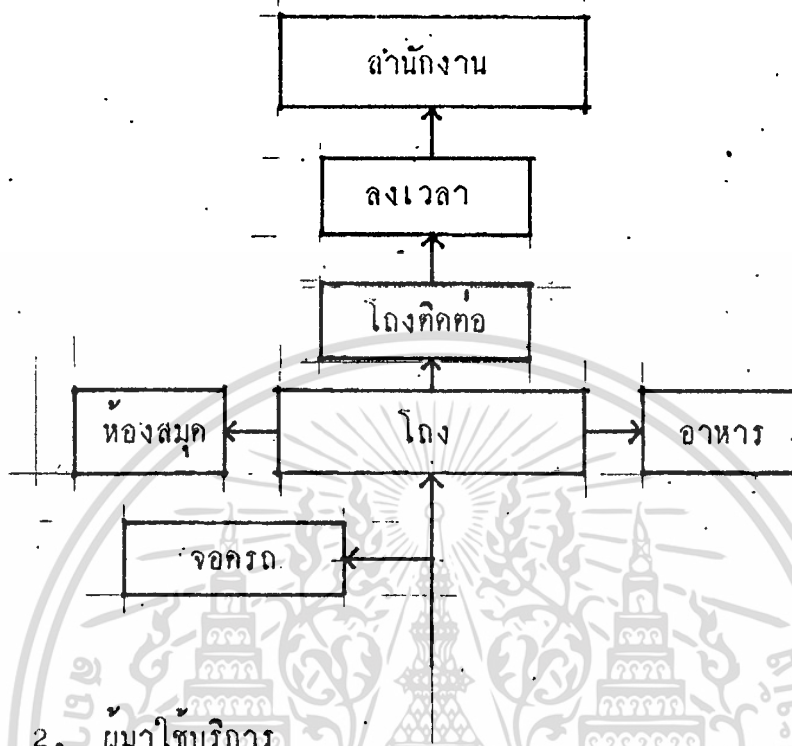 สำนักงาน
ลงเวลา
โถงติดต่อ
ห้องสมุด โถง อาหาร
จอดรถ
2. ผู้มาใช้บริการ